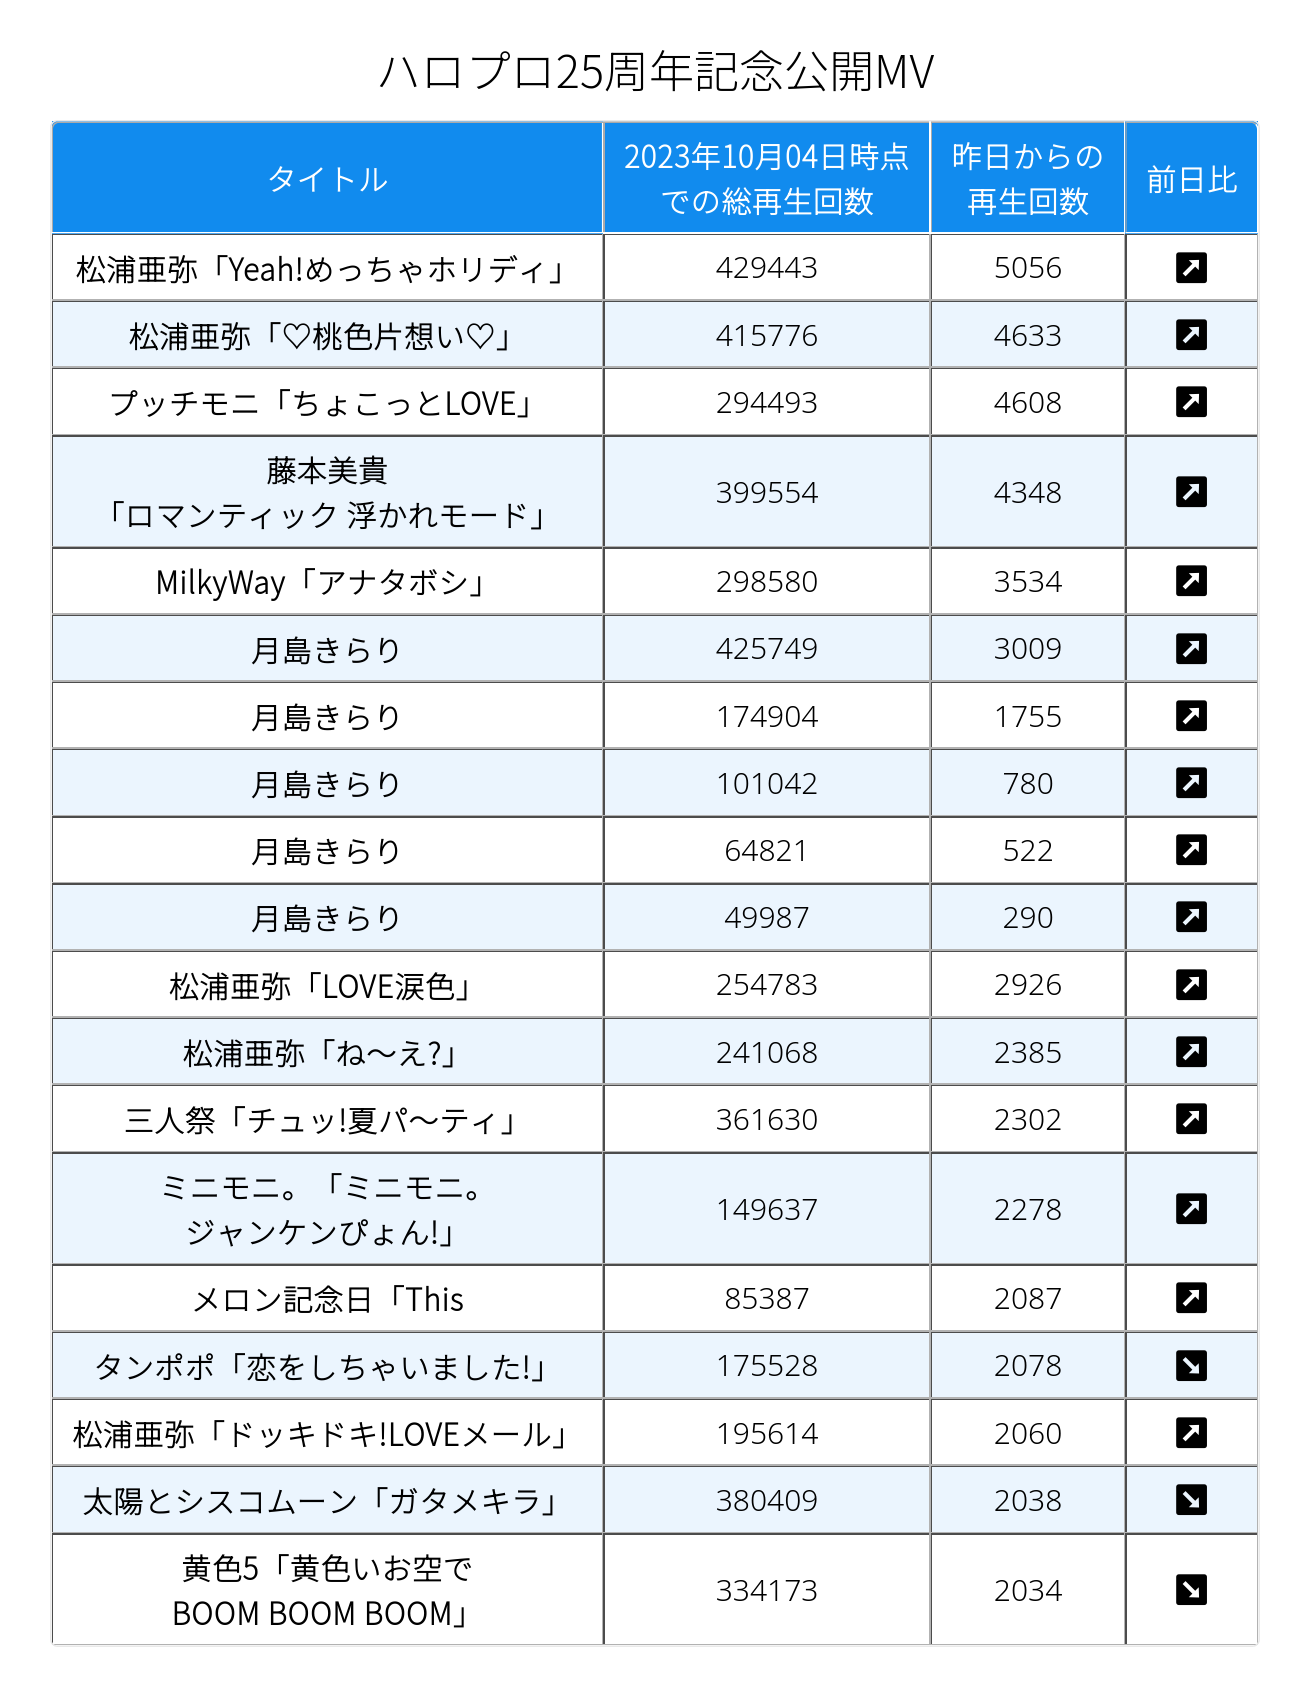 ハロプロ25周年記念公開MV
タイトル
2023年10月04日時点
での総再生回数
昨日からの
再生回数
前日比
松浦亜弥「Yeah!めっちゃホリディ」 429443 5056 ↗
松浦亜弥「♡桃色片想い♡」 415776 4633 ↗
プッチモニ「ちょこっとLOVE」 294493 4608 ↗
藤本美貴
「ロマンティック 浮かれモード」 399554 4348 ↗
MilkyWay「アナタボシ」 298580 3534 ↗
月島きらり 425749 3009 ↗
月島きらり 174904 1755 ↗
月島きらり 101042 780 ↗
月島きらり 64821 522 ↗
月島きらり 49987 290 ↗
松浦亜弥「LOVE涙色」 254783 2926 ↗
松浦亜弥「ね〜え?」 241068 2385 ↗
三人祭「チュッ!夏パ〜ティ」 361630 2302 ↗
ミニモニ。「ミニモニ。
ジャンケンぴょん!」 149637 2278 ↗
メロン記念日「This 85387 2087 ↗
タンポポ「恋をしちゃいました!」 175528 2078 ↘
松浦亜弥「ドッキドキ!LOVEメール」 195614 2060 ↗
太陽とシスコムーン「ガタメキラ」 380409 2038 ↘
黄色5「黄色いお空で
BOOM BOOM BOOM」 334173 2034 ↘